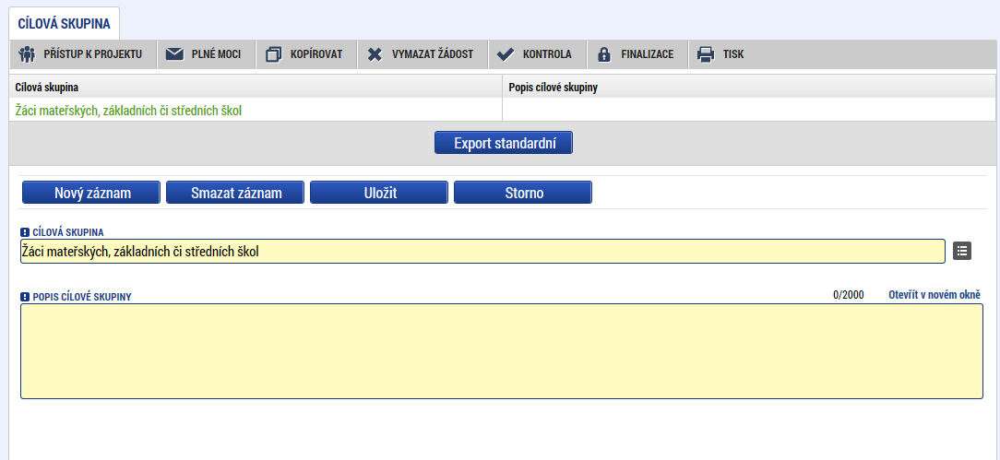 CÍLOVÁ SKUPINA
PŘÍSTUP K PROJEKTU PLNÉ MOCI KOPÍROVAT VYMAZAT ŽÁDOST KONTROLA FINALIZACE TISK
Cílová skupina Popis cílové skupiny
Žáci mateřských, základních či středních škol
Export standardní
Nový záznam Smazat záznam Uložit Storno
CÍLOVÁ SKUPINA
Žáci mateřských, základních či středních škol
POPIS CÍLOVÉ SKUPINY 0/2000 Otevřít v novém okně